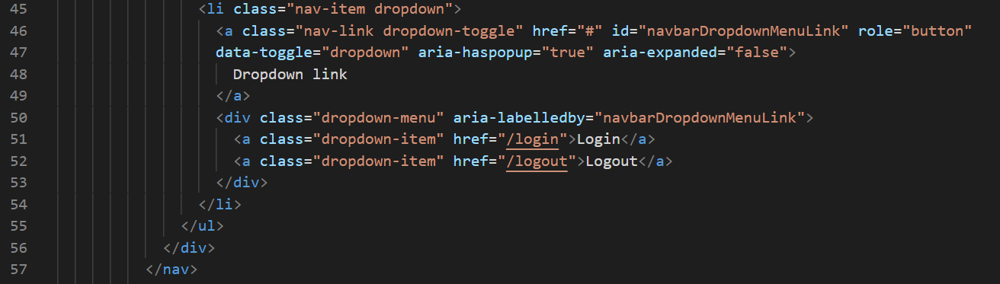 45 <li class="nav-item dropdown">
46 <a class="nav-link dropdown-toggle" href="#" id="navbarDropdownMenuLink" role="button"
47 data-toggle="dropdown" aria-haspopup="true" aria-expanded="false">
48 Dropdown link
49 </a>
50 <div class="dropdown-menu" aria-labelledby="navbarDropdownMenuLink">
51 <a class="dropdown-item" href="/login">Login</a>
52 <a class="dropdown-item" href="/logout">Logout</a>
53 </div>
54 </li>
55 </ul>
56 </div>
57 </nav>